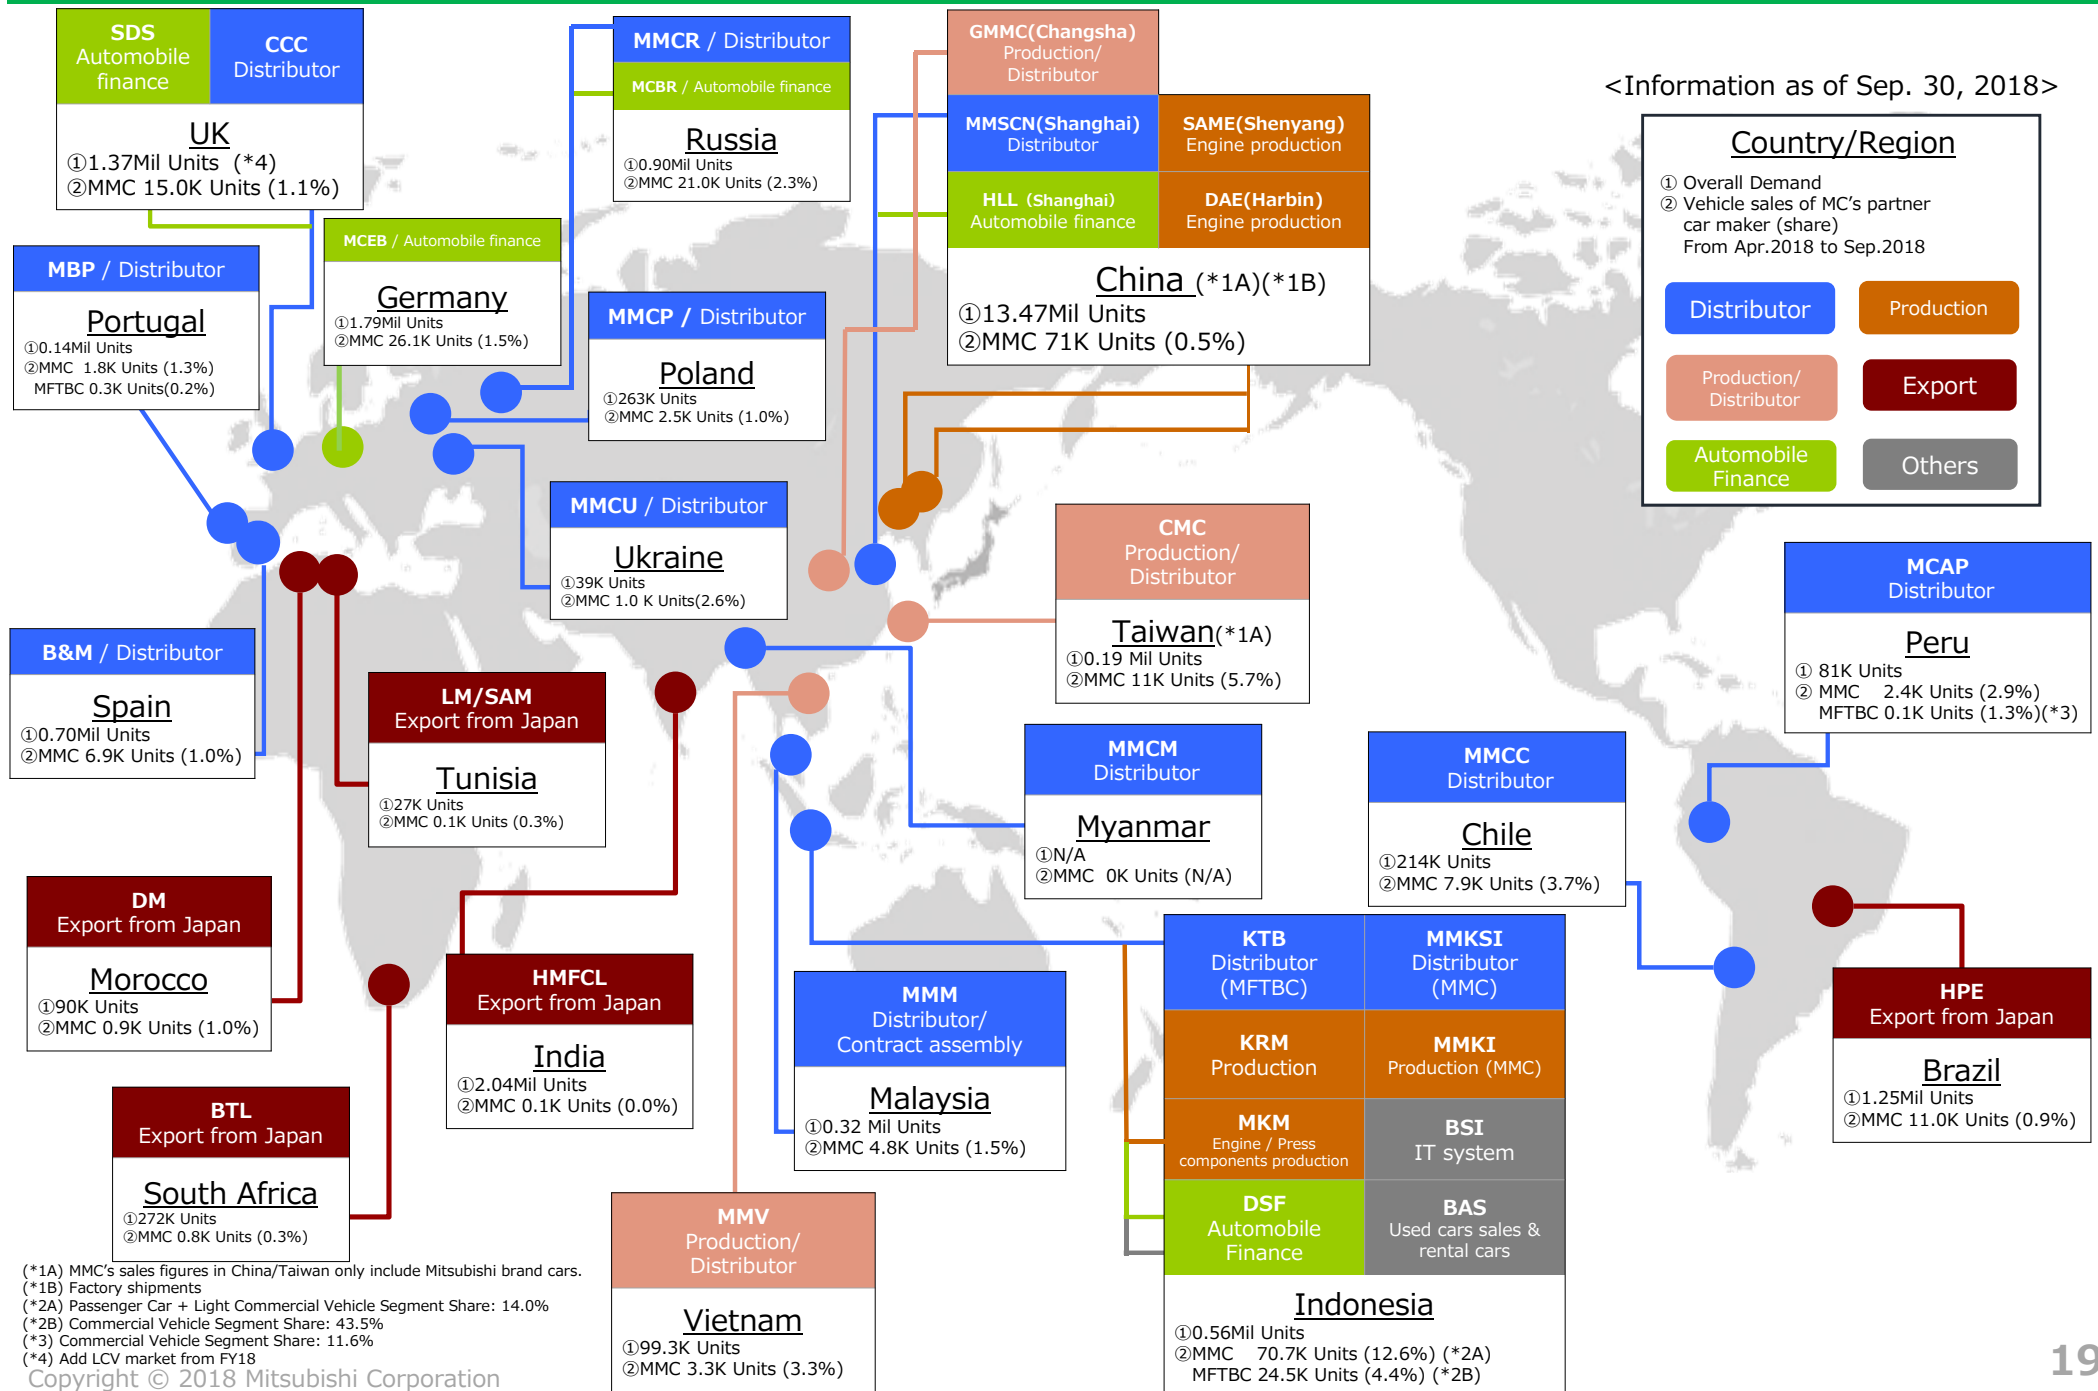 SDS
Automobile
finance
CCC
Distributor
UK
①1.37Mil Units (*4)
②MMC 15.0K Units (1.1%)
MMCR / Distributor
MCBR / Automobile finance
Russia
①0.90Mil Units
②MMC 21.0K Units (2.3%)
GMMC(Changsha)
Production/
Distributor
MMSCN(Shanghai)
Distributor
SAME(Shenyang)
Engine production
HLL (Shanghai)
Automobile finance
DAE(Harbin)
Engine production
China (*1A)(*1B)
①13.47Mil Units
②MMC 71K Units (0.5%)
<Information as of Sep. 30, 2018>
Country/Region
① Overall Demand
② Vehicle sales of MC's partner
car maker (share)
From Apr.2018 to Sep.2018
Distributor
Production
Production/
Distributor
Export
Automobile
Finance
Others
MBP / Distributor
Portugal
①0.14Mil Units
②MMC 1.8K Units (1.3%)
MFTBC 0.3K Units(0.2%)
MCEB / Automobile finance
Germany
①1.79Mil Units
②MMC 26.1K Units (1.5%)
MMCP / Distributor
Poland
①263K Units
②MMC 2.5K Units (1.0%)
MMCU / Distributor
Ukraine
①39K Units
②MMC 1.0 K Units(2.6%)
CMC
Production/
Distributor
Taiwan(*1A)
①0.19 Mil Units
②MMC 11K Units (5.7%)
MCAP
Distributor
Peru
① 81K Units
② MMC 2.4K Units (2.9%)
MFTBC 0.1K Units (1.3%)(*3)
B&M / Distributor
Spain
①0.70Mil Units
②MMC 6.9K Units (1.0%)
LM/SAM
Export from Japan
Tunisia
①27K Units
②MMC 0.1K Units (0.3%)
MMCM
Distributor
Myanmar
①N/A
②MMC 0K Units (N/A)
MMCC
Distributor
Chile
①214K Units
②MMC 7.9K Units (3.7%)
DM
Export from Japan
Morocco
①90K Units
②MMC 0.9K Units (1.0%)
HMFCL
Export from Japan
India
①2.04Mil Units
②MMC 0.1K Units (0.0%)
MMM
Distributor/
Contract assembly
Malaysia
①0.32 Mil Units
②MMC 4.8K Units (1.5%)
KTB
Distributor
(MFTBC)
MMKSI
Distributor
(MMC)
KRM
Production
MMKI
Production (MMC)
MKM
Engine / Press
components production
BSI
IT system
DSF
Automobile
Finance
BAS
Used cars sales &
rental cars
Indonesia
①0.56Mil Units
②MMC 70.7K Units (12.6%) (*2A)
MFTBC 24.5K Units (4.4%) (*2B)
HPE
Export from Japan
Brazil
①1.25Mil Units
②MMC 11.0K Units (0.9%)
BTL
Export from Japan
South Africa
①272K Units
②MMC 0.8K Units (0.3%)
MMV
Production/
Distributor
Vietnam
①99.3K Units
②MMC 3.3K Units (3.3%)
(*1A) MMC's sales figures in China/Taiwan only include Mitsubishi brand cars.
(*1B) Factory shipments
(*2A) Passenger Car + Light Commercial Vehicle Segment Share: 14.0%
(*2B) Commercial Vehicle Segment Share: 43.5%
(*3) Commercial Vehicle Segment Share: 11.6%
(*4) Add LCV market from FY18
Copyright © 2018 Mitsubishi Corporation
19